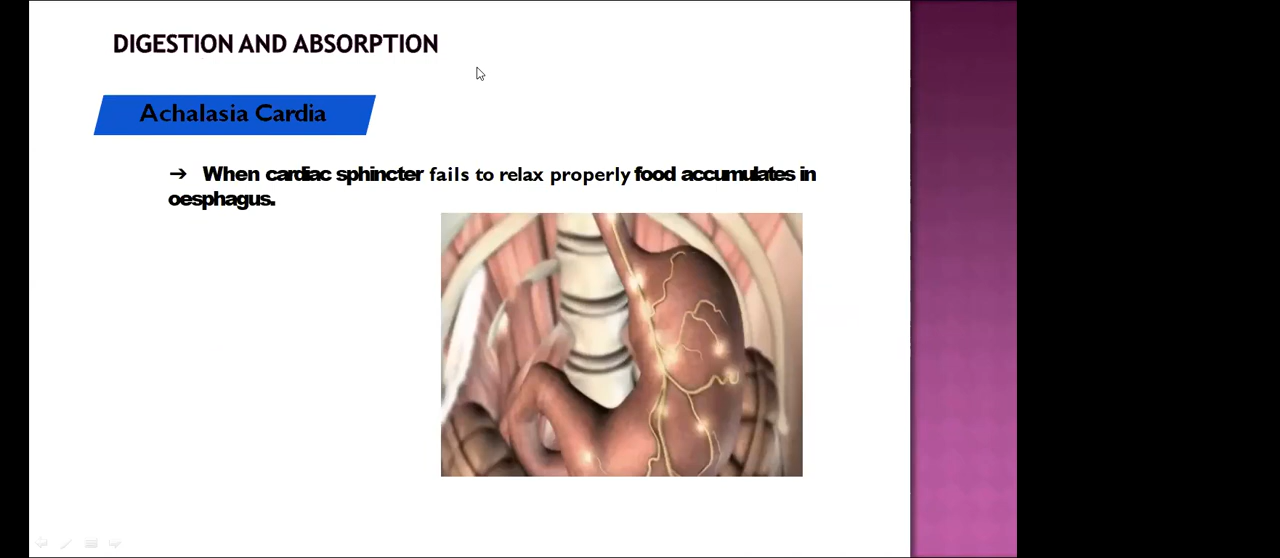 DIGESTION AND ABSORPTION
Achalasia Cardia
→ When cardiac sphincter fails to relax properly food accumulates in
oesphagus.